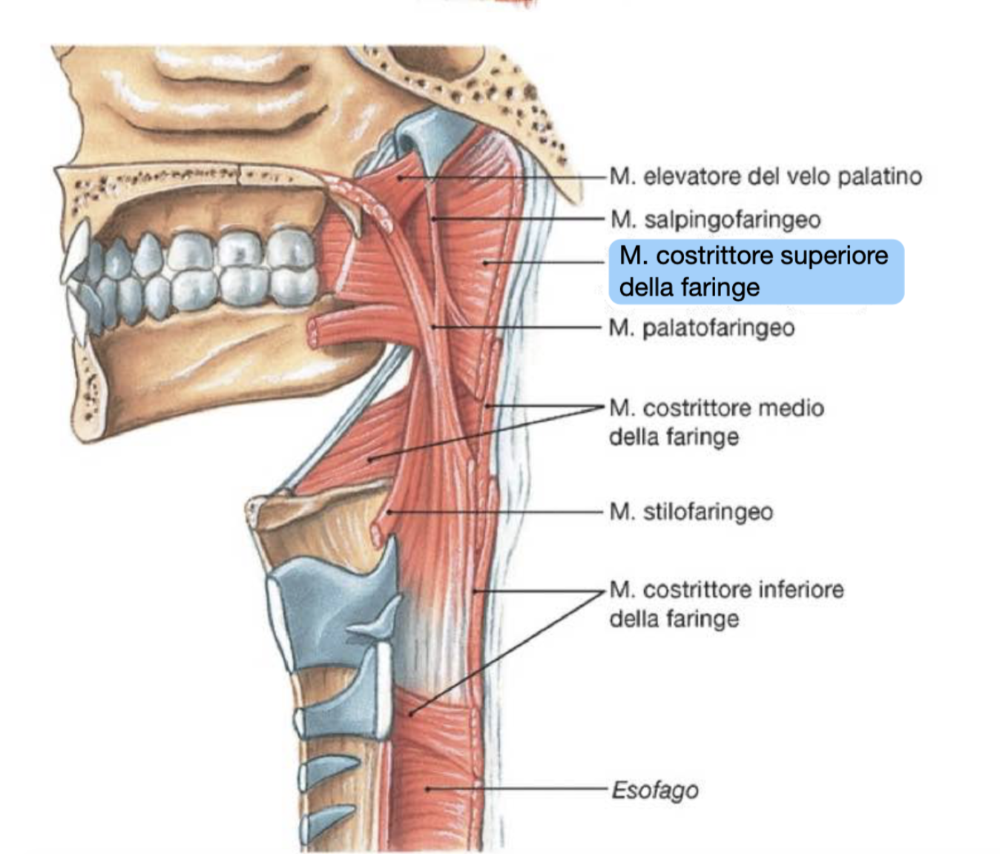 M. elevatore del velo palatino
M. salpingofaringeo
M. costrittore superiore
della faringe
M. palatofaringeo
M. costrittore medio
della faringe
M. stilofaringeo
M. costrittore inferiore
della faringe
Esofago